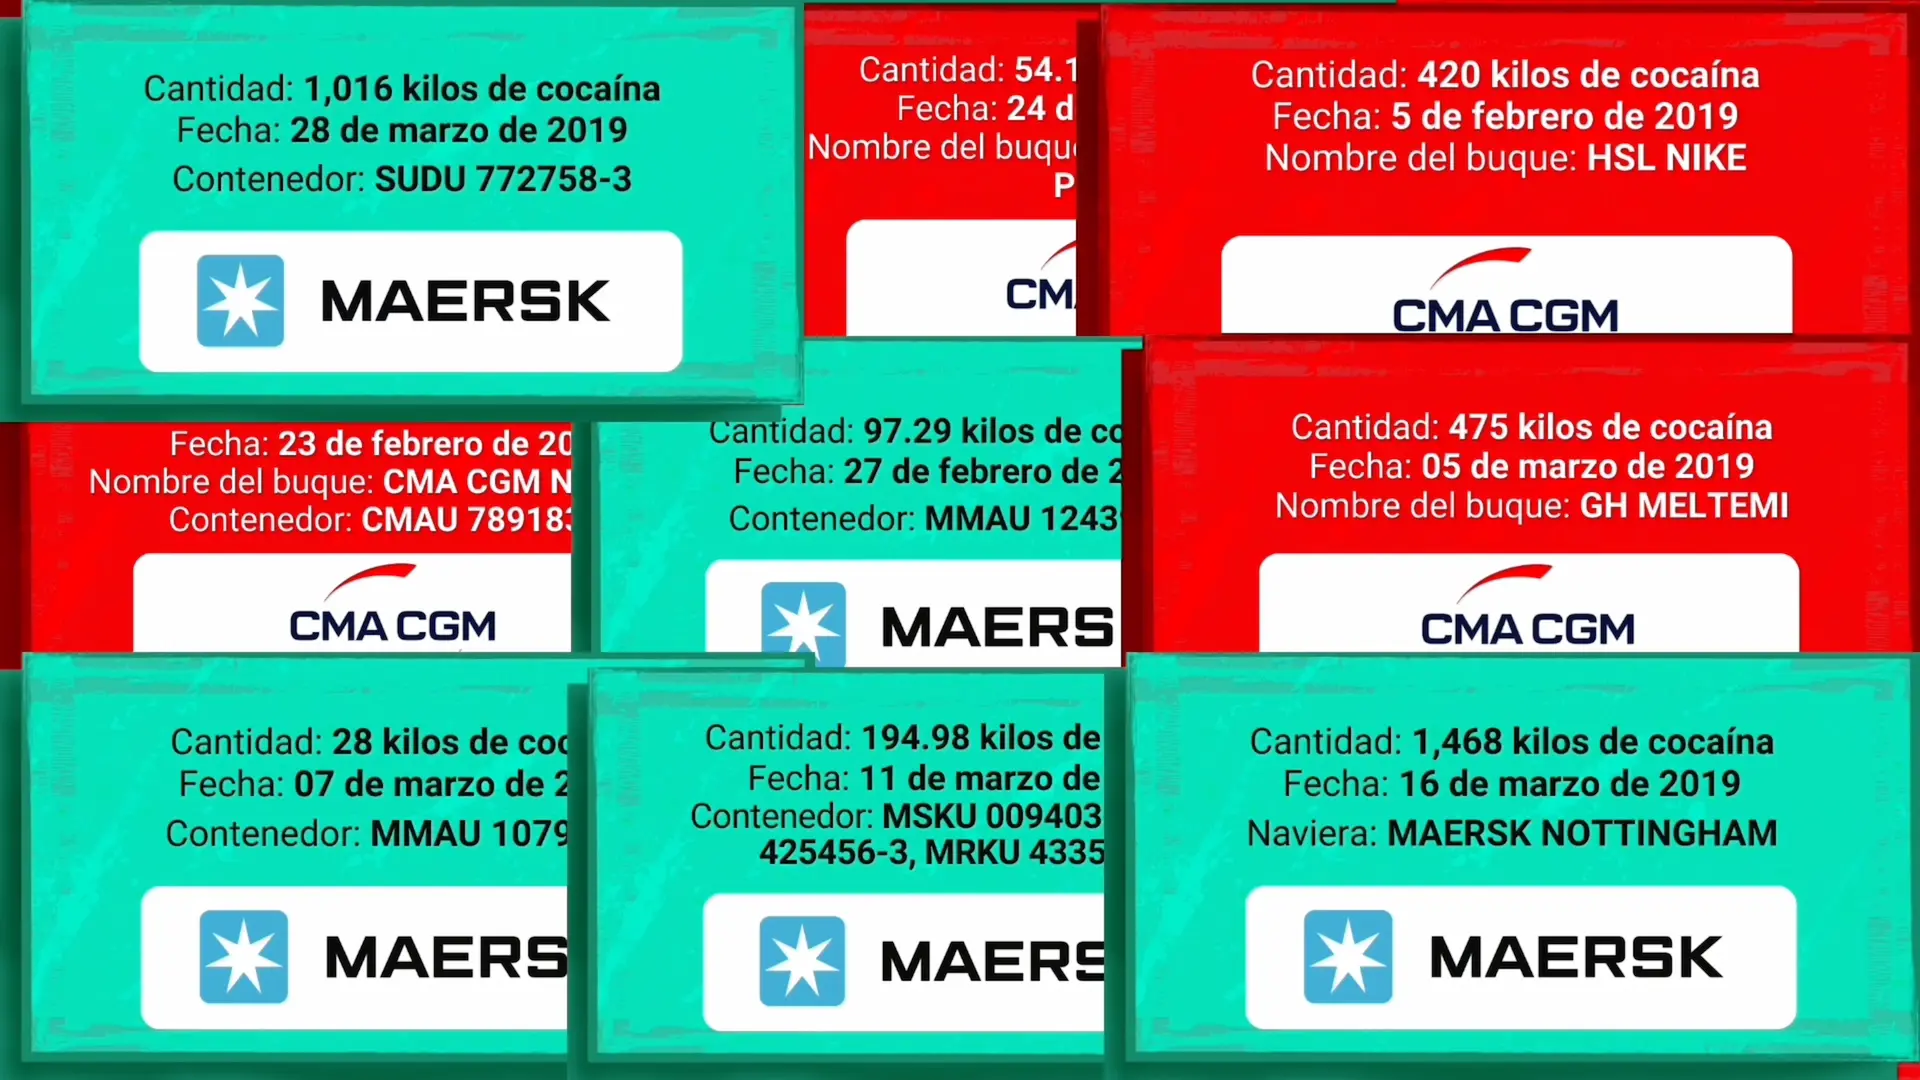 Cantidad: 1,016 kilos de cocaína
Fecha: 28 de marzo de 2019
Contenedor: SUDU 772758-3
MAERSK
Cantidad: 54.1
Fecha: 24 d
Nombre del buqu
P
CM
Cantidad: 420 kilos de cocaína
Fecha: 5 de febrero de 2019
Nombre del buque: HSL NIKE
CMA CGM
Fecha: 23 de febrero de 20
Nombre del buque: CMA CGM N
Contenedor: CMAU 78918
CMA CGM
Cantidad: 97.29 kilos de co
Fecha: 27 de febrero de 2
Contenedor: MMAU 1243
MAERS
Cantidad: 475 kilos de cocaína
Fecha: 05 de marzo de 2019
Nombre del buque: GH MELTEMI
CMA CGM
Cantidad: 28 kilos de coc
Fecha: 07 de marzo de 2
Contenedor: MMAU 1079
MAERS
Cantidad: 194.98 kilos de
Fecha: 11 de marzo de
Contenedor: MSKU 009403
425456-3, MRKU 4335
MAERS
Cantidad: 1,468 kilos de cocaína
Fecha: 16 de marzo de 2019
Naviera: MAERSK NOTTINGHAM
MAERSK